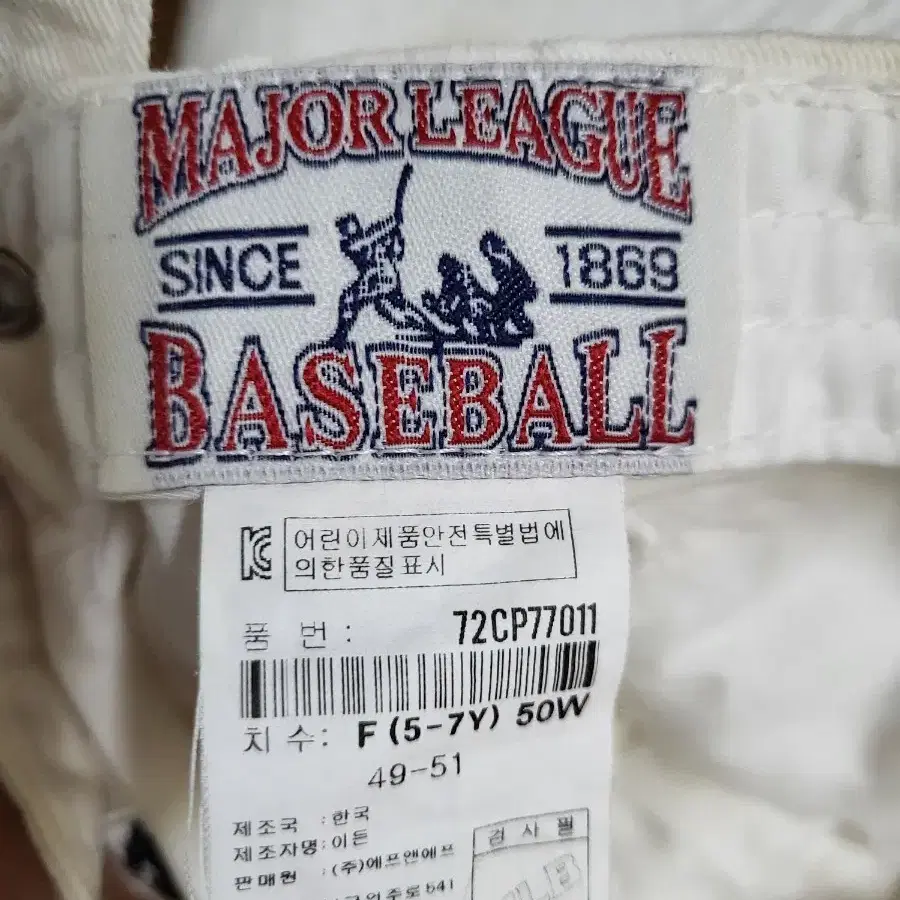 MAJOR LEAGUE
SINCE 1869
BASEBALL
어린이제품안전특별법에
의한품질표시
품 번 : 72CP77011
치 수: F (5-7Y) 50W
49-51
제조국 : 한국
제조자명: 이든
판매원 : (주)에프앤에프
검 사 필